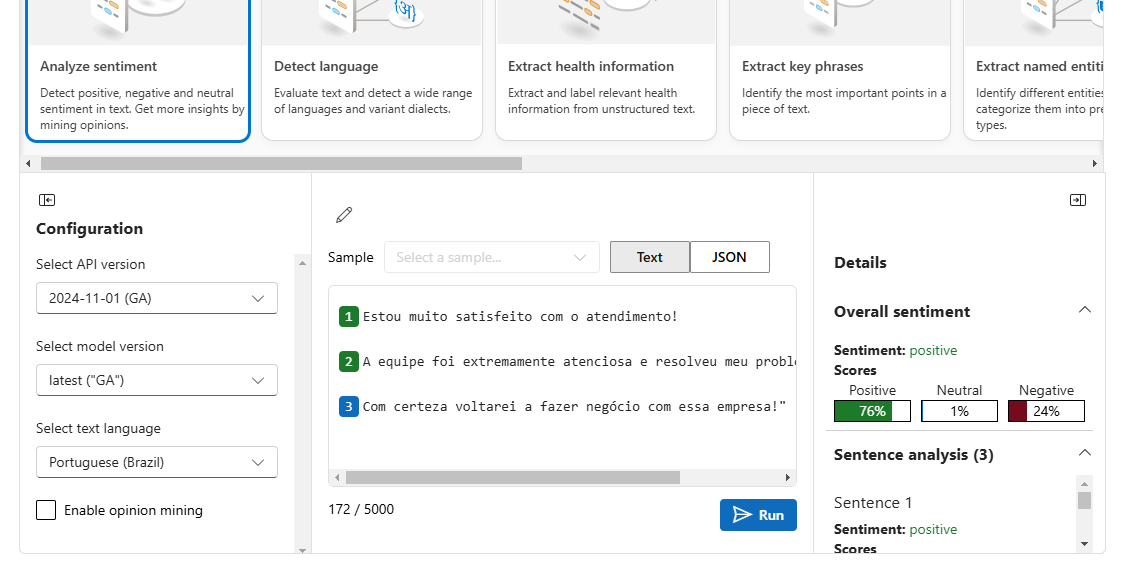 Analyze sentiment
Detect positive, negative and neutral
sentiment in text. Get more insights by
mining opinions.
Detect language
Evaluate text and detect a wide range
of languages and variant dialects.
Extract health information
Extract and label relevant health
information from unstructured text.
Extract key phrases
Identify the most important points in a
piece of text.
Extract named entiti
Identify different entities
categorize them into pre
types.
Configuration
Select API version
2024-11-01 (GA)
Select model version
latest ("GA")
Select text language
Portuguese (Brazil)
Enable opinion mining
Sample Select a sample... Text JSON
1 Estou muito satisfeito com o atendimento!
2 A equipe foi extremamente atenciosa e resolveu meu proble
3 Com certeza voltarei a fazer negócio com essa empresa!"
172 / 5000
Run
Details
Overall sentiment
Sentiment: positive
Scores
Positive Neutral Negative
76% 1% 24%
Sentence analysis (3)
Sentence 1
Sentiment: positive
Scores